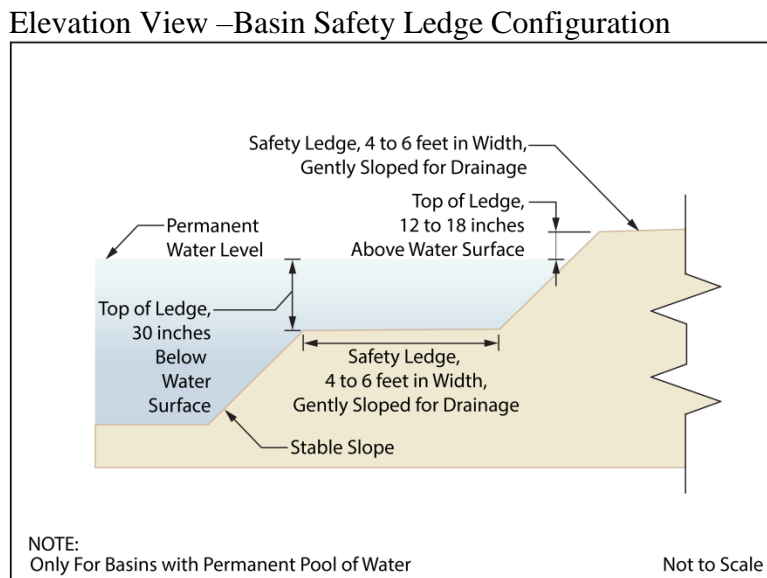 Elevation View –Basin Safety Ledge Configuration
Safety Ledge, 4 to 6 feet in Width,
Gently Sloped for Drainage
Top of Ledge,
12 to 18 inches
Above Water Surface
Permanent
Water Level
Top of Ledge,
30 inches
Below
Water
Surface
Safety Ledge,
4 to 6 feet in Width,
Gently Sloped for Drainage
Stable Slope
NOTE:
Only For Basins with Permanent Pool of Water
Not to Scale